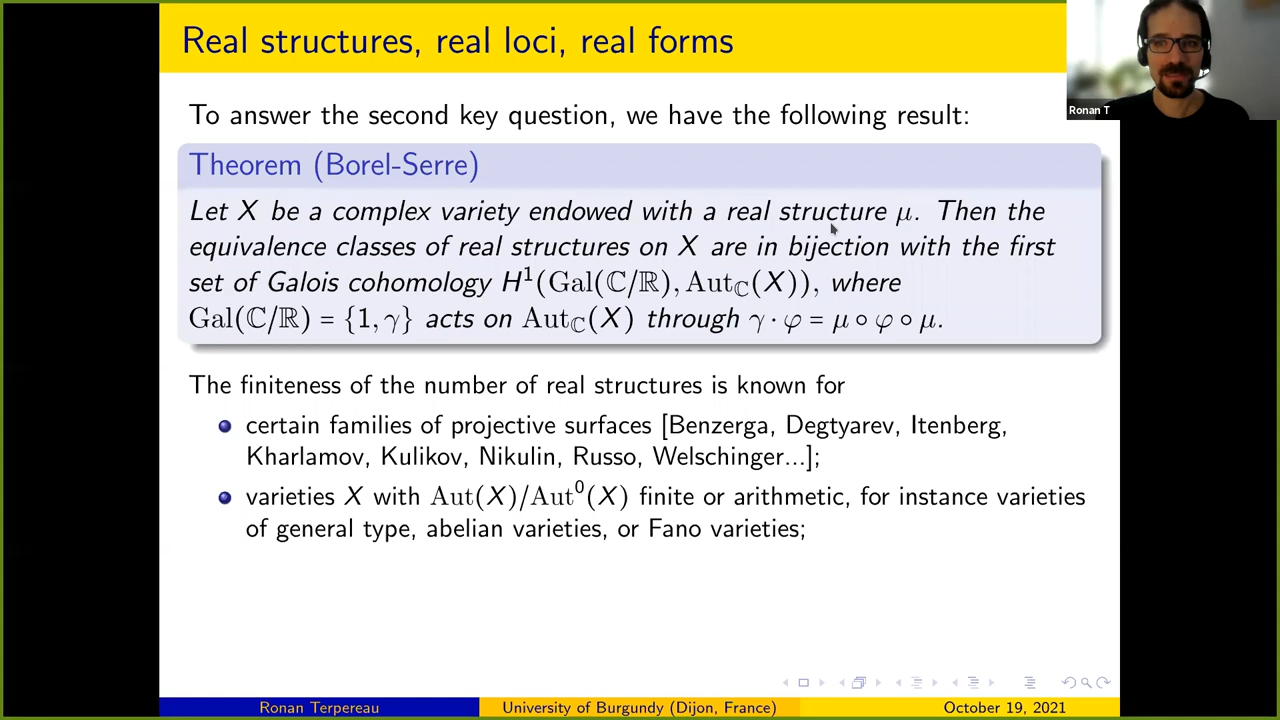 Real structures, real loci, real forms
Ronan T
To answer the second key question, we have the following result:
Theorem (Borel-Serre)
Let X be a complex variety endowed with a real structure μ. Then the
equivalence classes of real structures on X are in bijection with the first
set of Galois cohomology H¹(Gal(ℂ/ℝ), Aut_ℂ(X)), where
Gal(ℂ/ℝ) = {1, γ} acts on Aut_ℂ(X) through γ · φ = μ ∘ φ ∘ μ.
The finiteness of the number of real structures is known for
certain families of projective surfaces [Benzerga, Degtyarev, Itenberg,
Kharlamov, Kulikov, Nikulin, Russo, Welschinger...];
varieties X with Aut(X)/Aut⁰(X) finite or arithmetic, for instance varieties
of general type, abelian varieties, or Fano varieties;
Ronan Terpereau University of Burgundy (Dijon, France) October 19, 2021